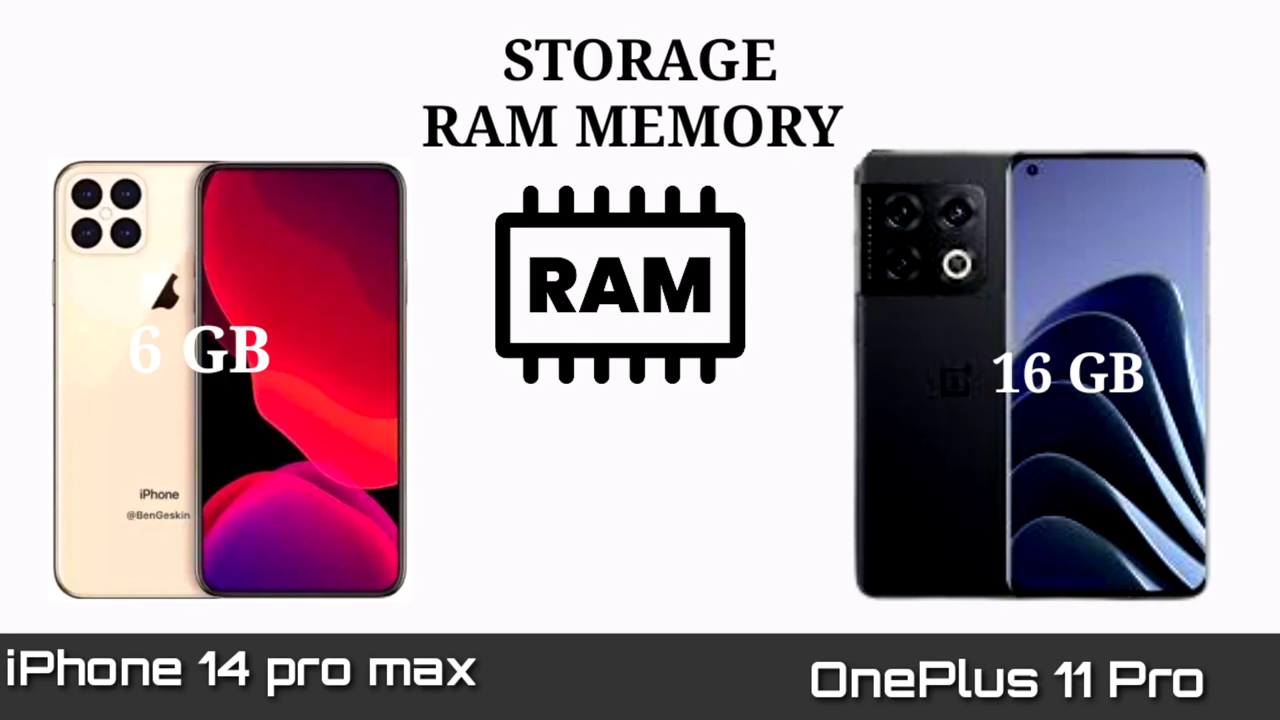 STORAGE
RAM MEMORY
RAM
6 GB
16 GB
iPhone
@BenGeskin
iPhone 14 pro max
OnePlus 11 Pro